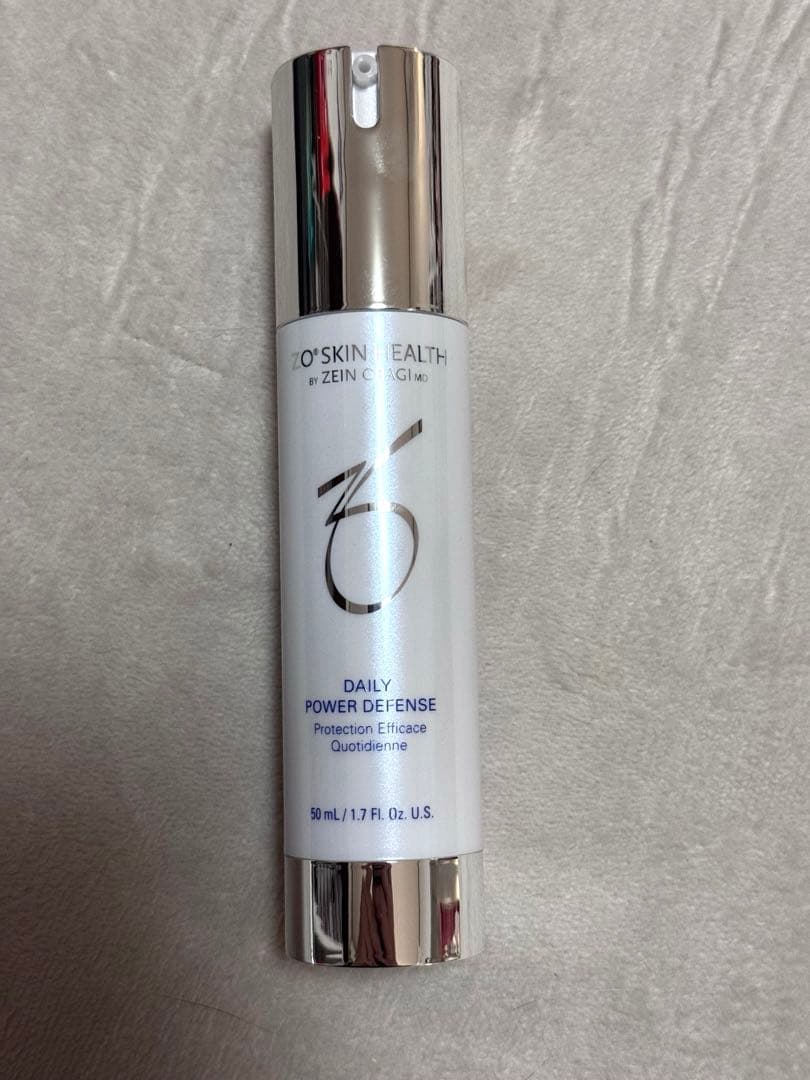 ZO® SKIN HEALTH
BY ZEIN OBAGI MD
ZO
DAILY
POWER DEFENSE
Protection Efficace
Quotidienne
50 mL / 1.7 Fl. Oz. U.S.